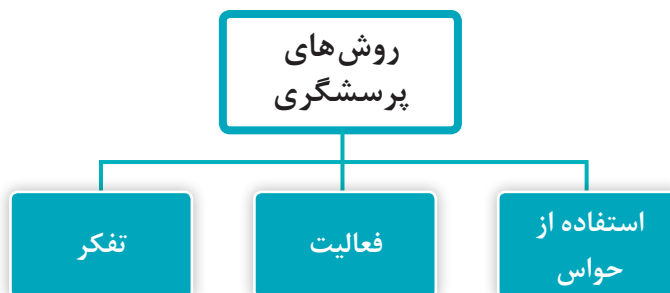 روش‌های
پرسشگری
استفاده از
حواس
فعالیت
تفکر